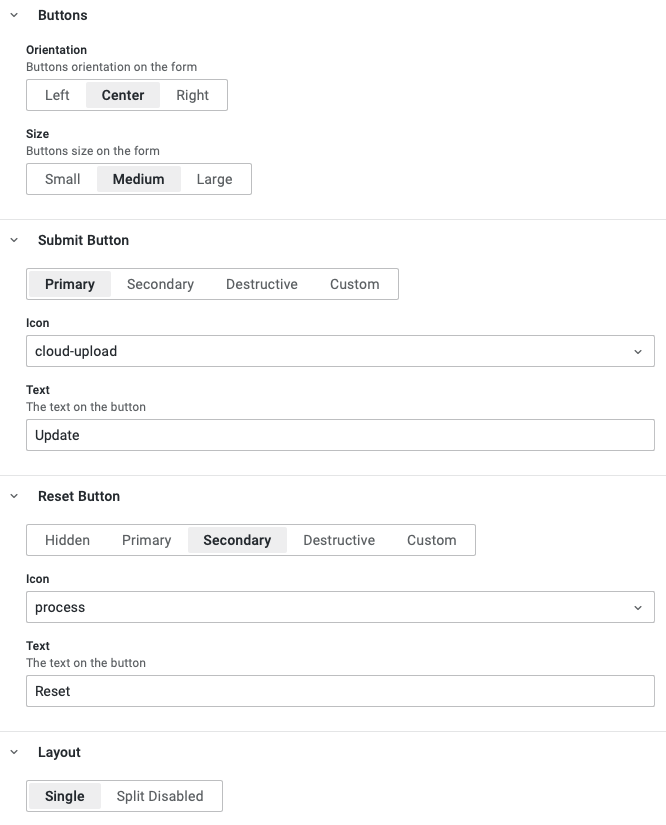 Buttons
Orientation
Buttons orientation on the form
Left Center Right
Size
Buttons size on the form
Small Medium Large
Submit Button
Primary Secondary Destructive Custom
Icon
cloud-upload
Text
The text on the button
Update
Reset Button
Hidden Primary Secondary Destructive Custom
Icon
process
Text
The text on the button
Reset
Layout
Single Split Disabled